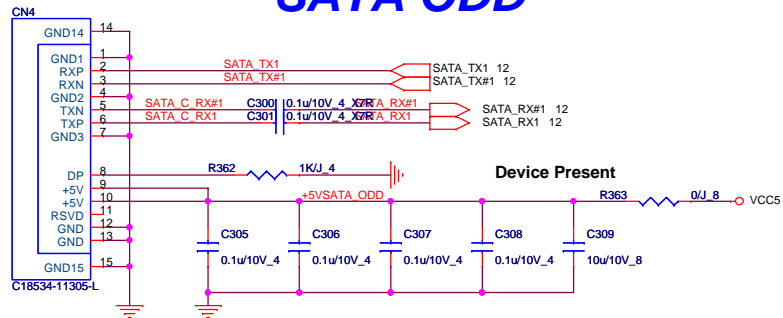 SATA ODD
CN4
GND14 14
GND1 1
RXP 2 SATA_TX1 SATA_TX1 12
RXN 3 SATA_TX#1 SATA_TX#1 12
GND2 4
TXN 5 SATA_C_RX#1 C300 0.1u/10V_4_X7R SATA_RX#1 SATA_RX#1 12
TXP 6 SATA_C_RX1 C301 0.1u/10V_4_X7R SATA_RX1 SATA_RX1 12
GND3 7
DP 8 R362 1K/J_4 Device Present
+5V 9
+5V 10 +5VSATA_ODD R363 0/J_8 VCC5
RSVD 11
GND 12
GND 13
GND15 15
C305 C306 C307 C308 C309
0.1u/10V_4 0.1u/10V_4 0.1u/10V_4 0.1u/10V_4 10u/10V_8
C18534-11305-L